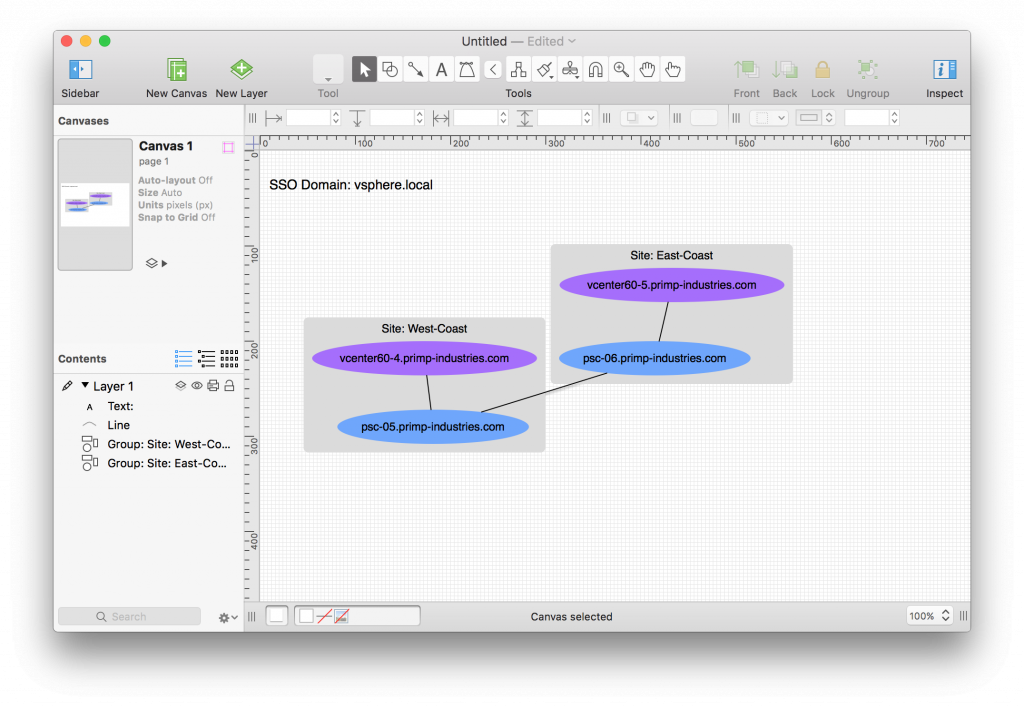 Untitled — Edited
Sidebar
New Canvas
New Layer
Tool
Tools
Front
Back
Lock
Ungroup
Inspect
Canvases
Canvas 1
page 1
Auto-layout Off
Size Auto
Units pixels (px)
Snap to Grid Off
0 100 200 300 400 500 600 700
0
100
200
300
400
SSO Domain: vsphere.local
Site: East-Coast
vcenter60-5.primp-industries.com
psc-06.primp-industries.com
Site: West-Coast
vcenter60-4.primp-industries.com
psc-05.primp-industries.com
Contents
Layer 1
A Text:
Line
Group: Site: West-Co...
Group: Site: East-Co...
Search
Canvas selected
100%